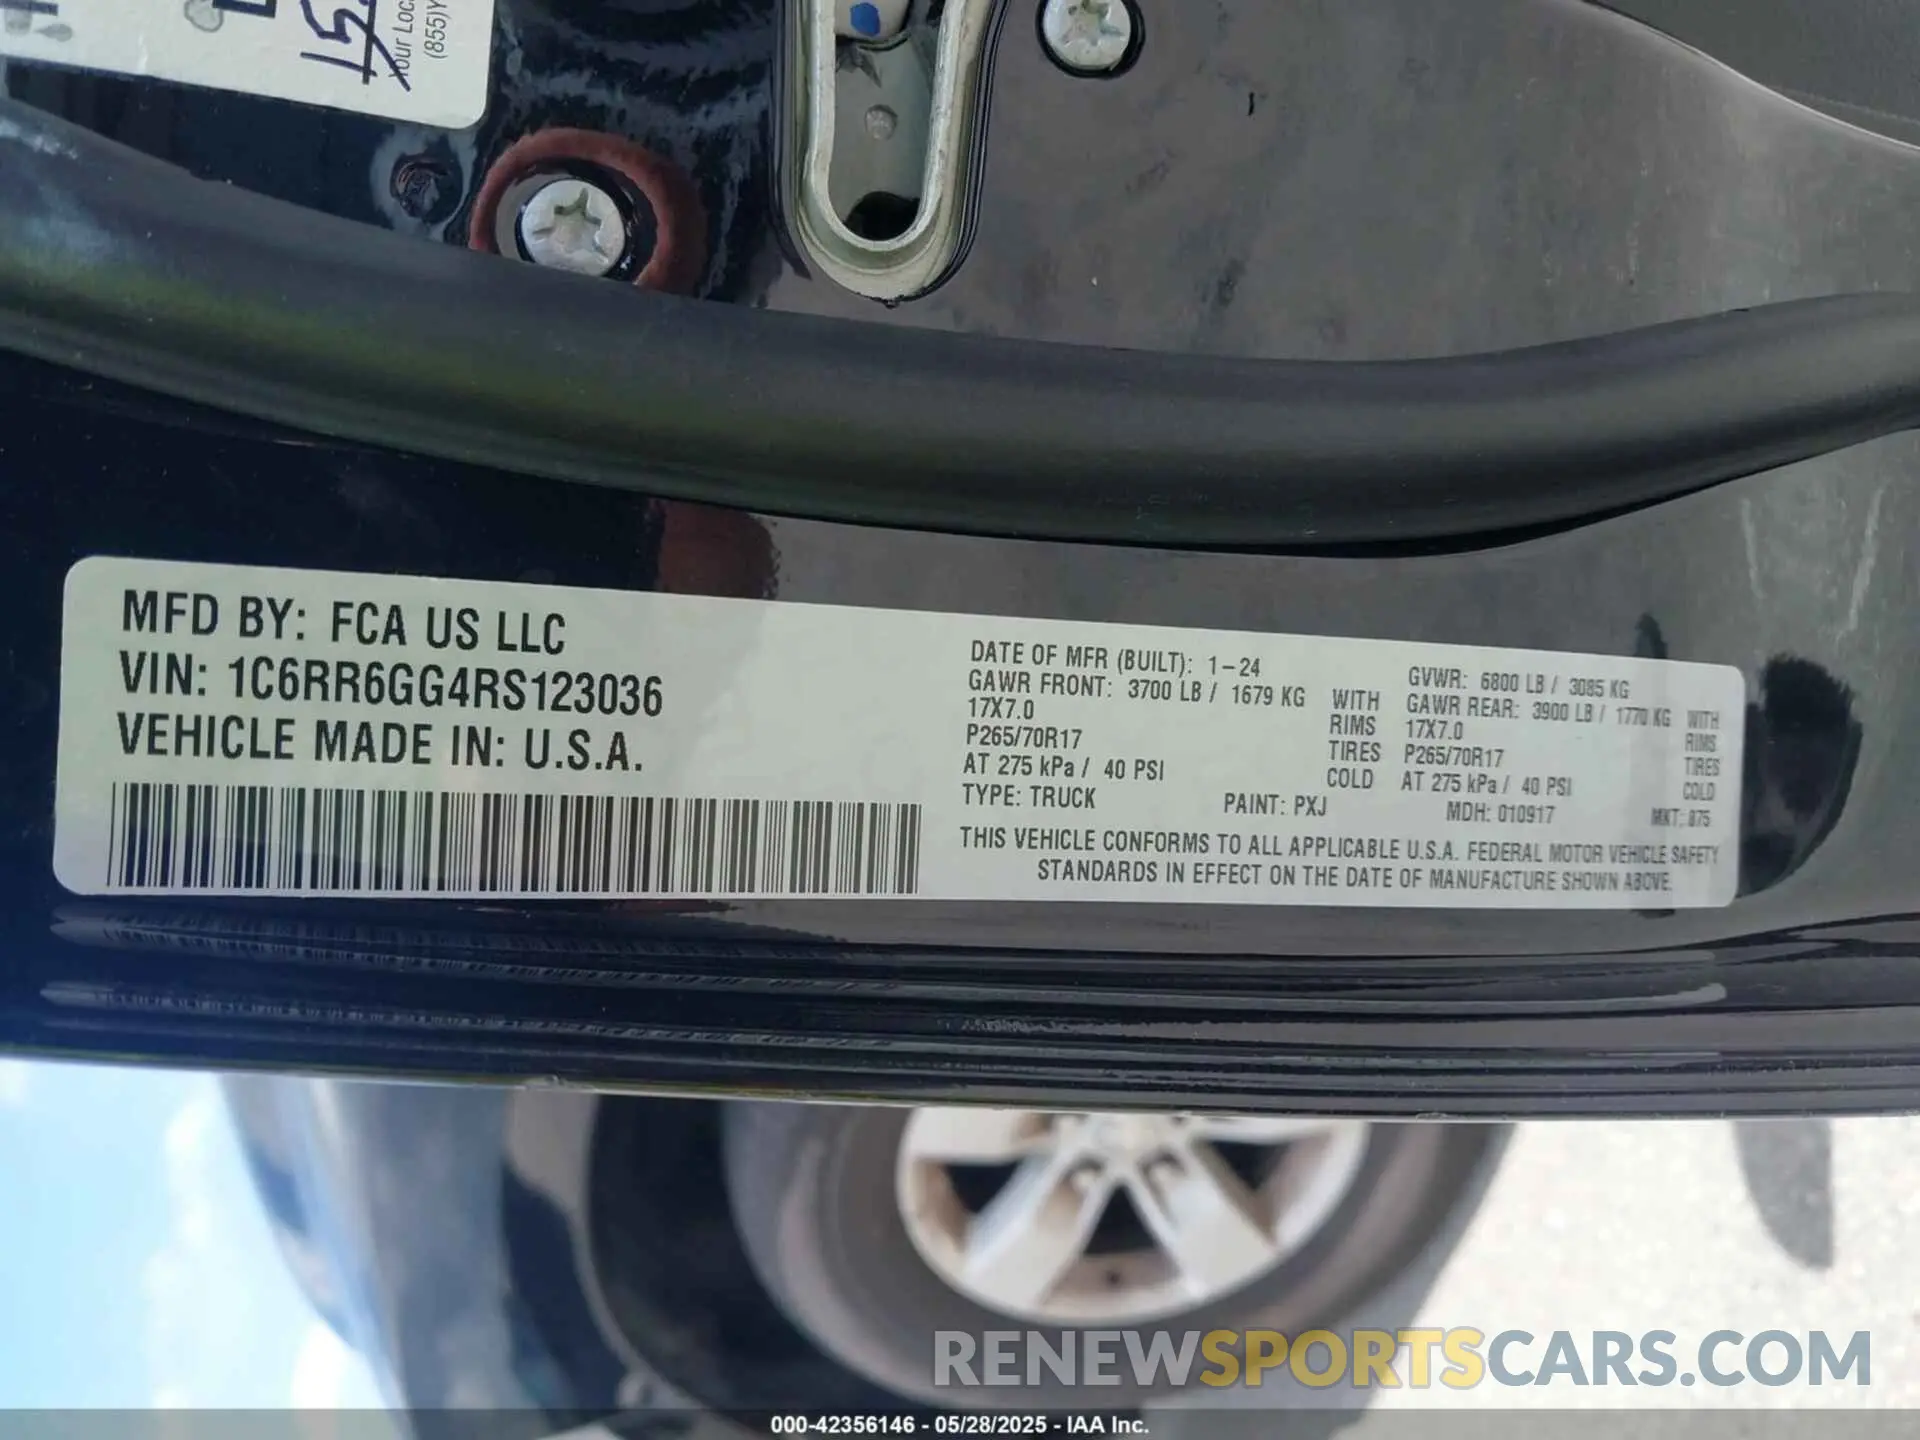 (855)Y
MFD BY: FCA US LLC
VIN: 1C6RR6GG4RS123036
VEHICLE MADE IN: U.S.A.
DATE OF MFR (BUILT): 1-24
GAWR FRONT: 3700 LB / 1679 KG WITH
17X7.0 RIMS
P265/70R17 TIRES
AT 275 kPa / 40 PSI COLD
TYPE: TRUCK
GVWR: 6800 LB / 3085 KG
GAWR REAR: 3900 LB / 1770 KG WITH
17X7.0 RIMS
P265/70R17 TIRES
AT 275 kPa / 40 PSI COLD
PAINT: PXJ MDH: 010917 MKT: 875
THIS VEHICLE CONFORMS TO ALL APPLICABLE U.S.A. FEDERAL MOTOR VEHICLE SAFETY
STANDARDS IN EFFECT ON THE DATE OF MANUFACTURE SHOWN ABOVE.
RENEWSPORTSCARS.COM
000-42356146 - 05/28/2025 - IAA Inc.